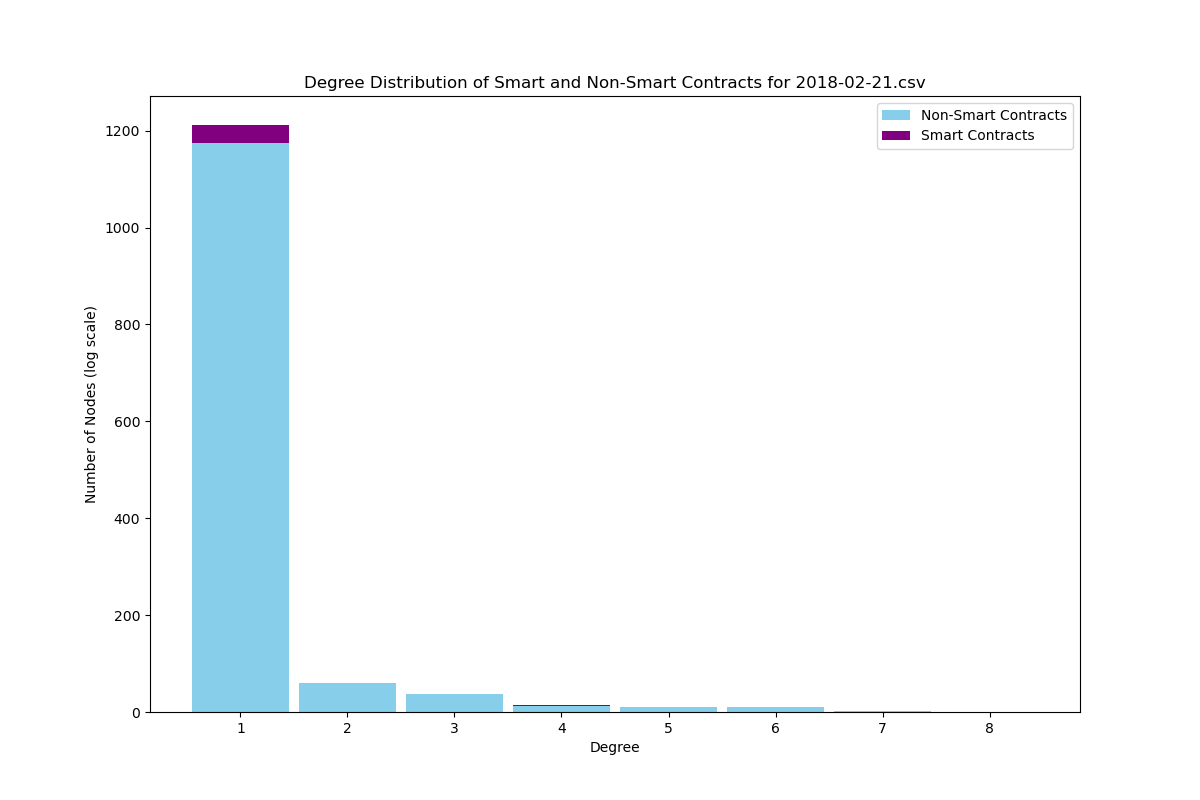 Degree Distribution of Smart and Non-Smart Contracts for 2018-02-21.csv
Non-Smart Contracts
Smart Contracts
Number of Nodes (log scale)
1200
1000
800
600
400
200
0
1 2 3 4 5 6 7 8
Degree